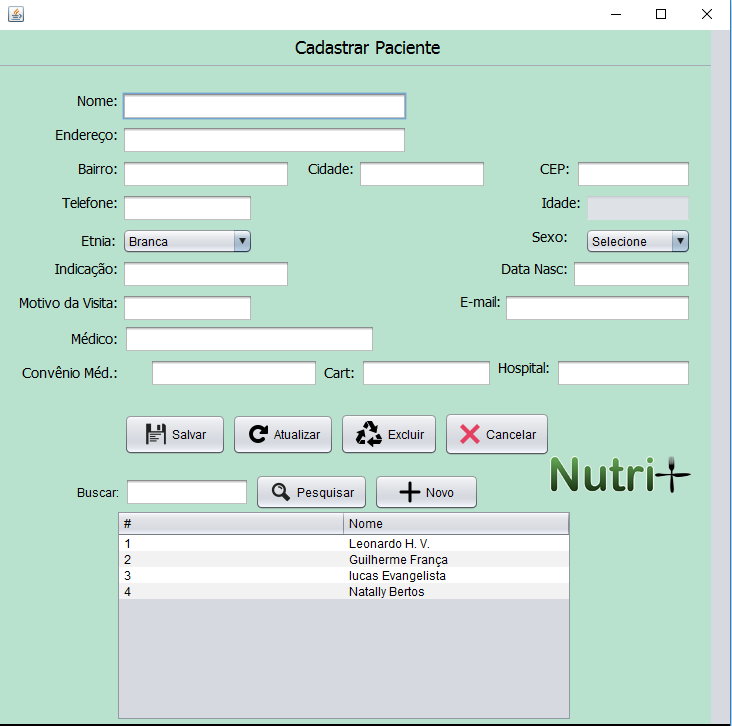 Cadastrar Paciente
Nome:
Endereço:
Bairro: Cidade: CEP:
Telefone: Idade:
Etnia: Branca Sexo: Selecione
Indicação: Data Nasc:
Motivo da Visita: E-mail:
Médico:
Convênio Méd.: Cart: Hospital:
Salvar Atualizar Excluir Cancelar
Nutri+
Buscar: Pesquisar Novo
# Nome
1 Leonardo H. V.
2 Guilherme França
3 lucas Evangelista
4 Natally Bertos